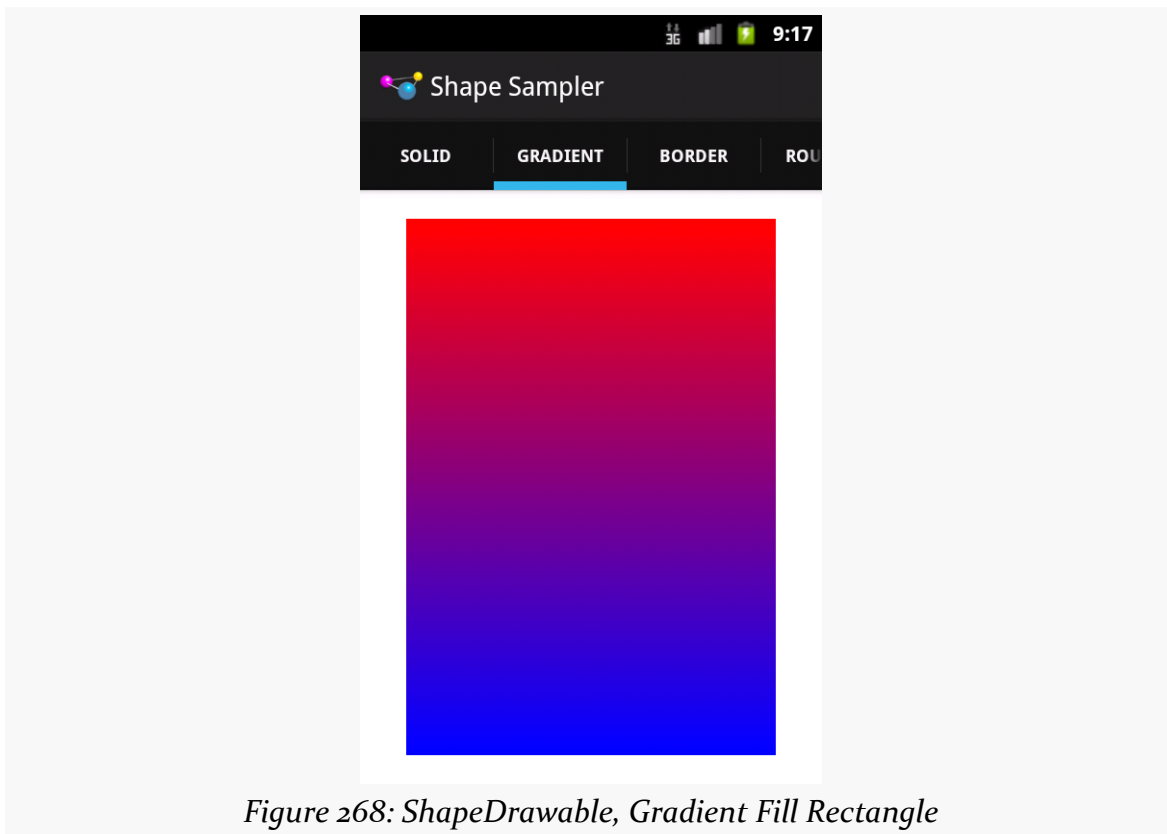 3G 9:17
Shape Sampler
SOLID GRADIENT BORDER ROU
Figure 268: ShapeDrawable, Gradient Fill Rectangle